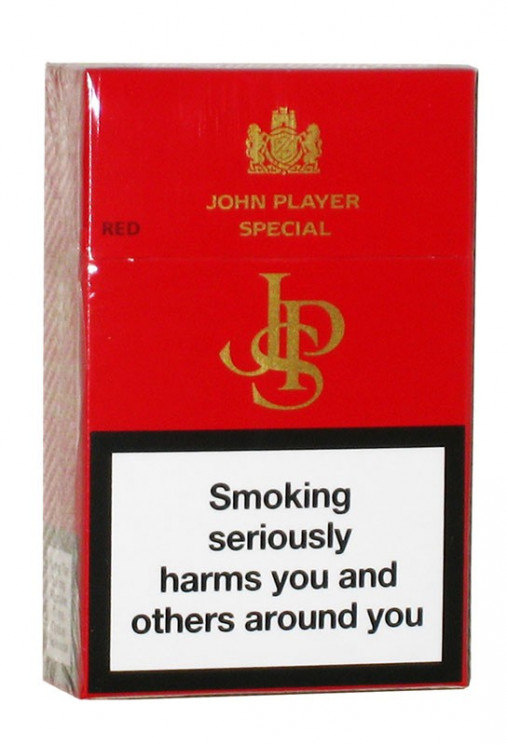 JOHN PLAYER
SPECIAL
RED
JPS
Smoking
seriously
harms you and
others around you